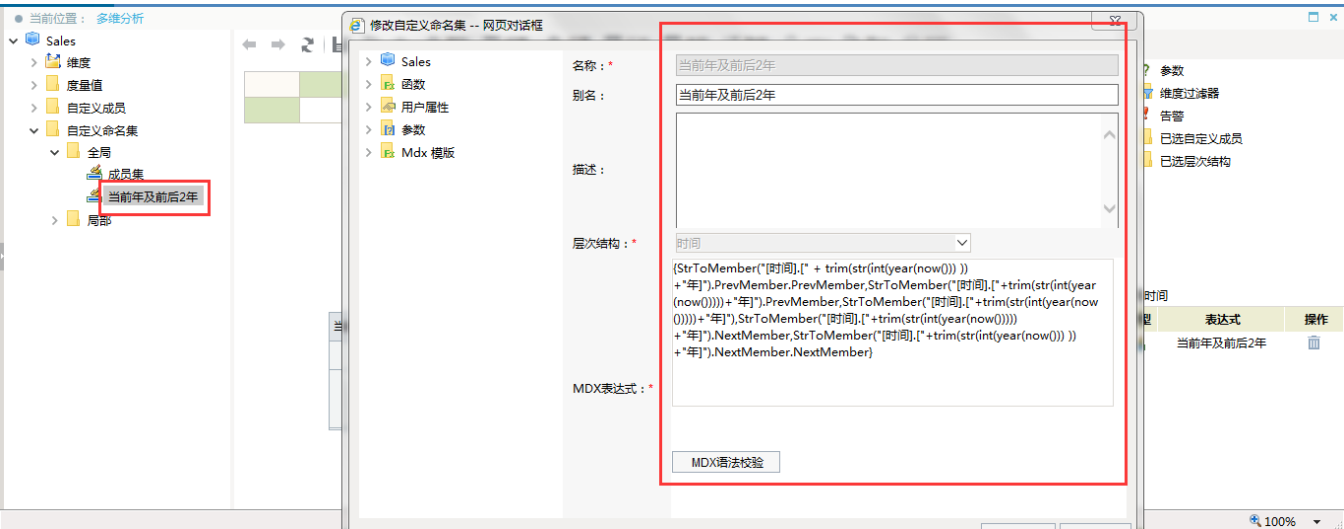 当前位置： 多维分析
Sales
维度
度量值
自定义成员
自定义命名集
全局
成员集
当前年及前后2年
局部
修改自定义命名集 -- 网页对话框
Sales
函数
用户属性
参数
Mdx 模版
名称：*
当前年及前后2年
别名：
当前年及前后2年
描述：
层次结构：*
时间
MDX表达式：*
{StrToMember("[时间].[" + trim(str(int(year(now())) ))
+"年]").PrevMember.PrevMember,StrToMember("[时间].["+trim(str(int(year
(now()))))+"年]").PrevMember,StrToMember("[时间].["+trim(str(int(year(now
()))))+"年]"),StrToMember("[时间].["+trim(str(int(year(now()))))
+"年]").NextMember,StrToMember("[时间].["+trim(str(int(year(now())) ))
+"年]").NextMember.NextMember}
MDX语法校验
参数
维度过滤器
告警
已选自定义成员
已选层次结构
时间
型 表达式 操作
当前年及前后2年
100%